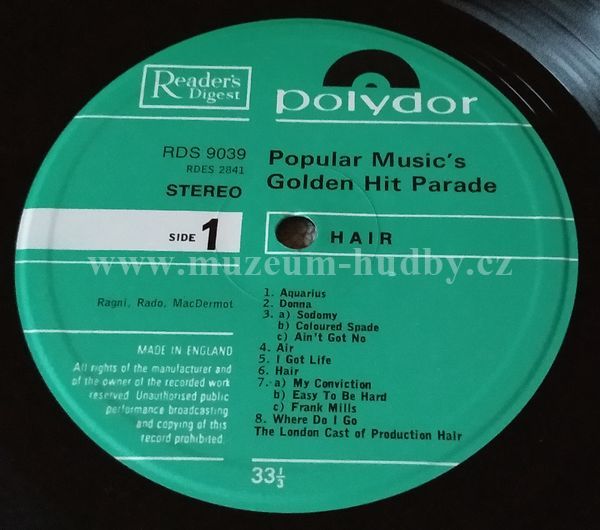 Reader's
Digest
polydor
RDS 9039
RDES 2841
STEREO
Popular Music's
Golden Hit Parade
SIDE 1
HAIR
www.muzeum-hudby.cz
Ragni, Rado, MacDermot
1. Aquarius
2. Donna
3. a) Sodomy
b) Coloured Spade
c) Ain't Got No
4. Air
5. I Got Life
6. Hair
7. a) My Conviction
b) Easy To Be Hard
c) Frank Mills
8. Where Do I Go
The London Cast of Production Hair
MADE IN ENGLAND
All rights of the manufacturer and
of the owner of the recorded work
reserved. Unauthorised public
performance broadcasting
and copying of this
record prohibited.
33⅓